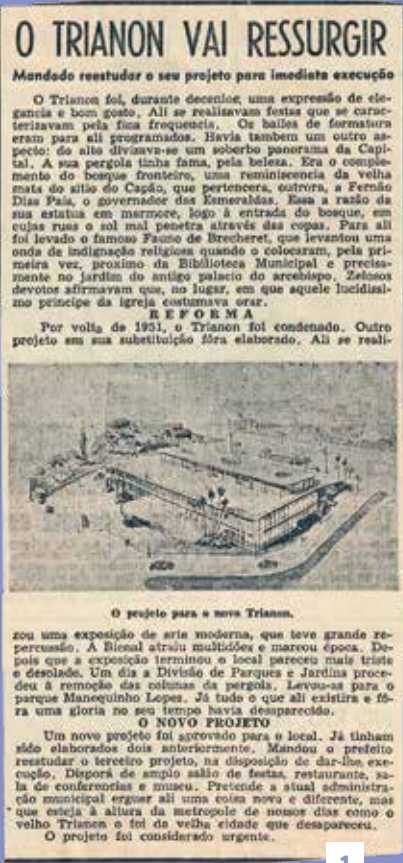 O TRIANON VAI RESSURGIR
Mandado reestudar o seu projeto para imediata execução
O Trianon foi, durante decenios, uma expressão de ele-
gancia e bom gosto. Ali se realizavam festas que se carac-
terizavam pela fina frequencia. Os bailes de formatura
eram para ali programados. Havia tambem um outro as-
pecto: do alto divisava-se um soberbo panorama da Capi-
tal. A sua pergola tinha fama, pela beleza. Era o comple-
mento do bosque fronteiro, uma reminiscencia da velha
mata do sitio do Capão, que pertencera, outrora, a Fernão
Dias Pais, o governador das Esmeraldas. Essa a razão da
sua estatua em marmore, logo à entrada do bosque, em
cujas ruas o sol mal penetra através das copas. Para ali
foi levado o famoso Fauno de Brecheret, que levantou uma
onda de indignação religiosa quando o colocaram, pela pri-
meira vez, proximo da Biblioteca Municipal e precisa-
mente no jardim do antigo palacio do arcebispo. Zelosos
devotos afirmavam que, no lugar, em que aquele lucidissi-
mo principe da igreja costumava orar.
REFORMA
Por volta de 1951, o Trianon foi condenado. Outro
projeto em sua substituição fôra elaborado. Ali se reali-
O projeto para o novo Trianon.
zou uma exposição de arte moderna, que teve grande re-
percussão. A Bienal atraiu multidões e marcou época. De-
pois que a exposição terminou o local pareceu mais triste
e desolado. Um dia a Divisão de Parques e Jardins proce-
deu à remoção das colunas da pergola. Levou-as para o
parque Manequinho Lopes. Já tudo o que ali existira e fô-
ra uma gloria no seu tempo havia desaparecido.
O NOVO PROJETO
Um novo projeto foi aprovado para o local. Já tinham
sido elaborados dois anteriormente. Mandou o prefeito
reestudar o terceiro projeto, na disposição de dar-lhe exe-
cução. Disporá de amplo salão de festas, restaurante, sa-
la de conferencias e museu. Pretende a atual administra-
ção municipal erguer ali uma coisa nova e diferente, mas
que esteja à altura da metropole de nossos dias como o
velho Trianon o foi da velha cidade que desapareceu.
O projeto foi considerado urgente.
1